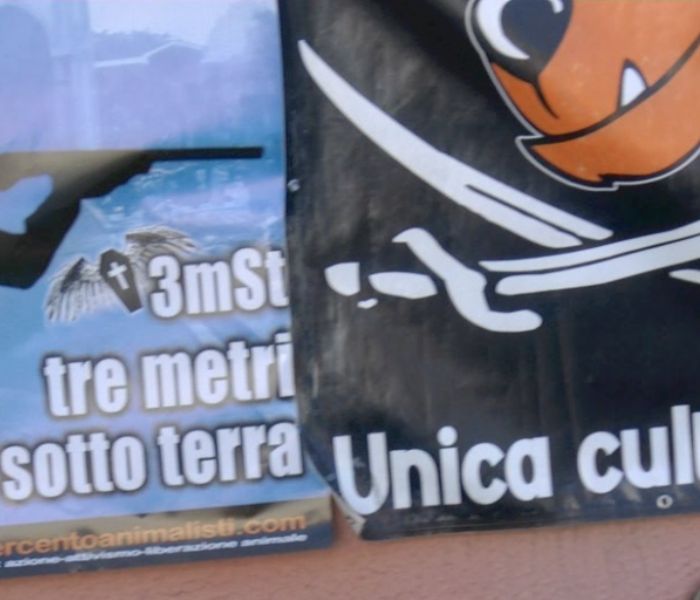 3mSt
tre metri
sotto terra
ercentoanimalisti.com
azione-attivismo-liberazione animale
Unica cul